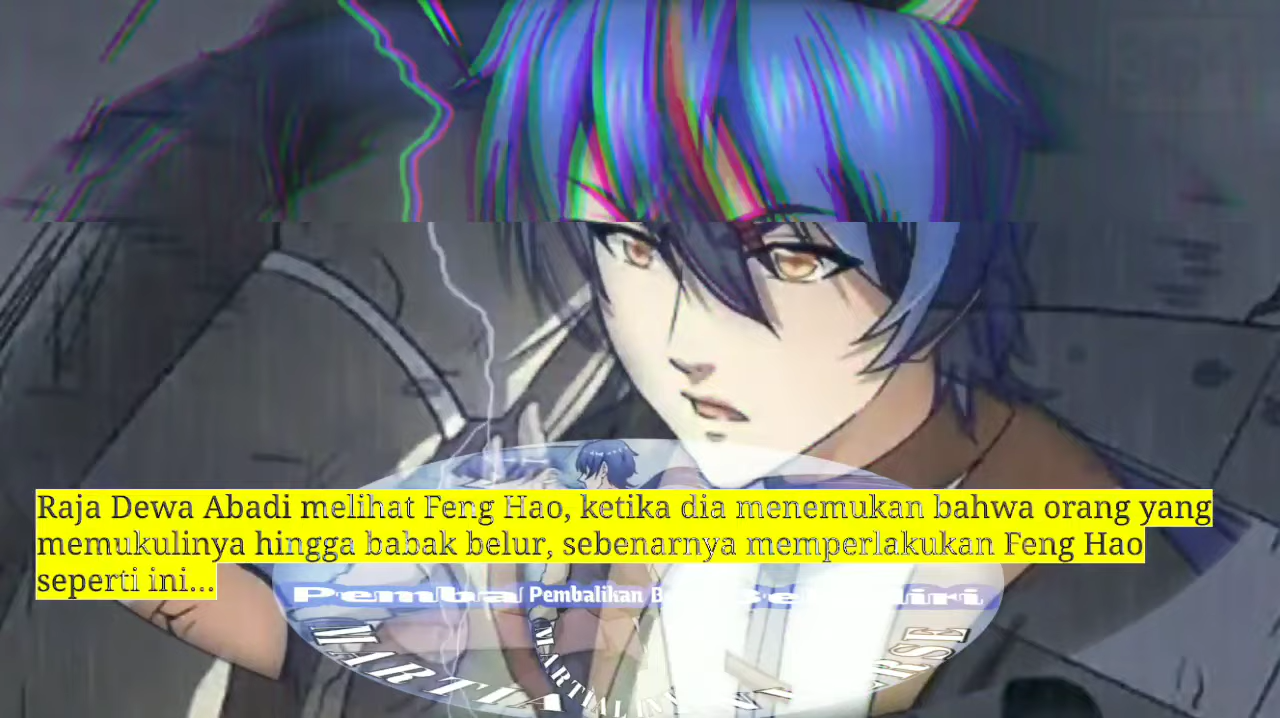 Raja Dewa Abadi melihat Feng Hao, ketika dia menemukan bahwa orang yang
memukulinya hingga babak belur, sebenarnya memperlakukan Feng Hao
seperti ini...
Pembalikan
MARTIAL